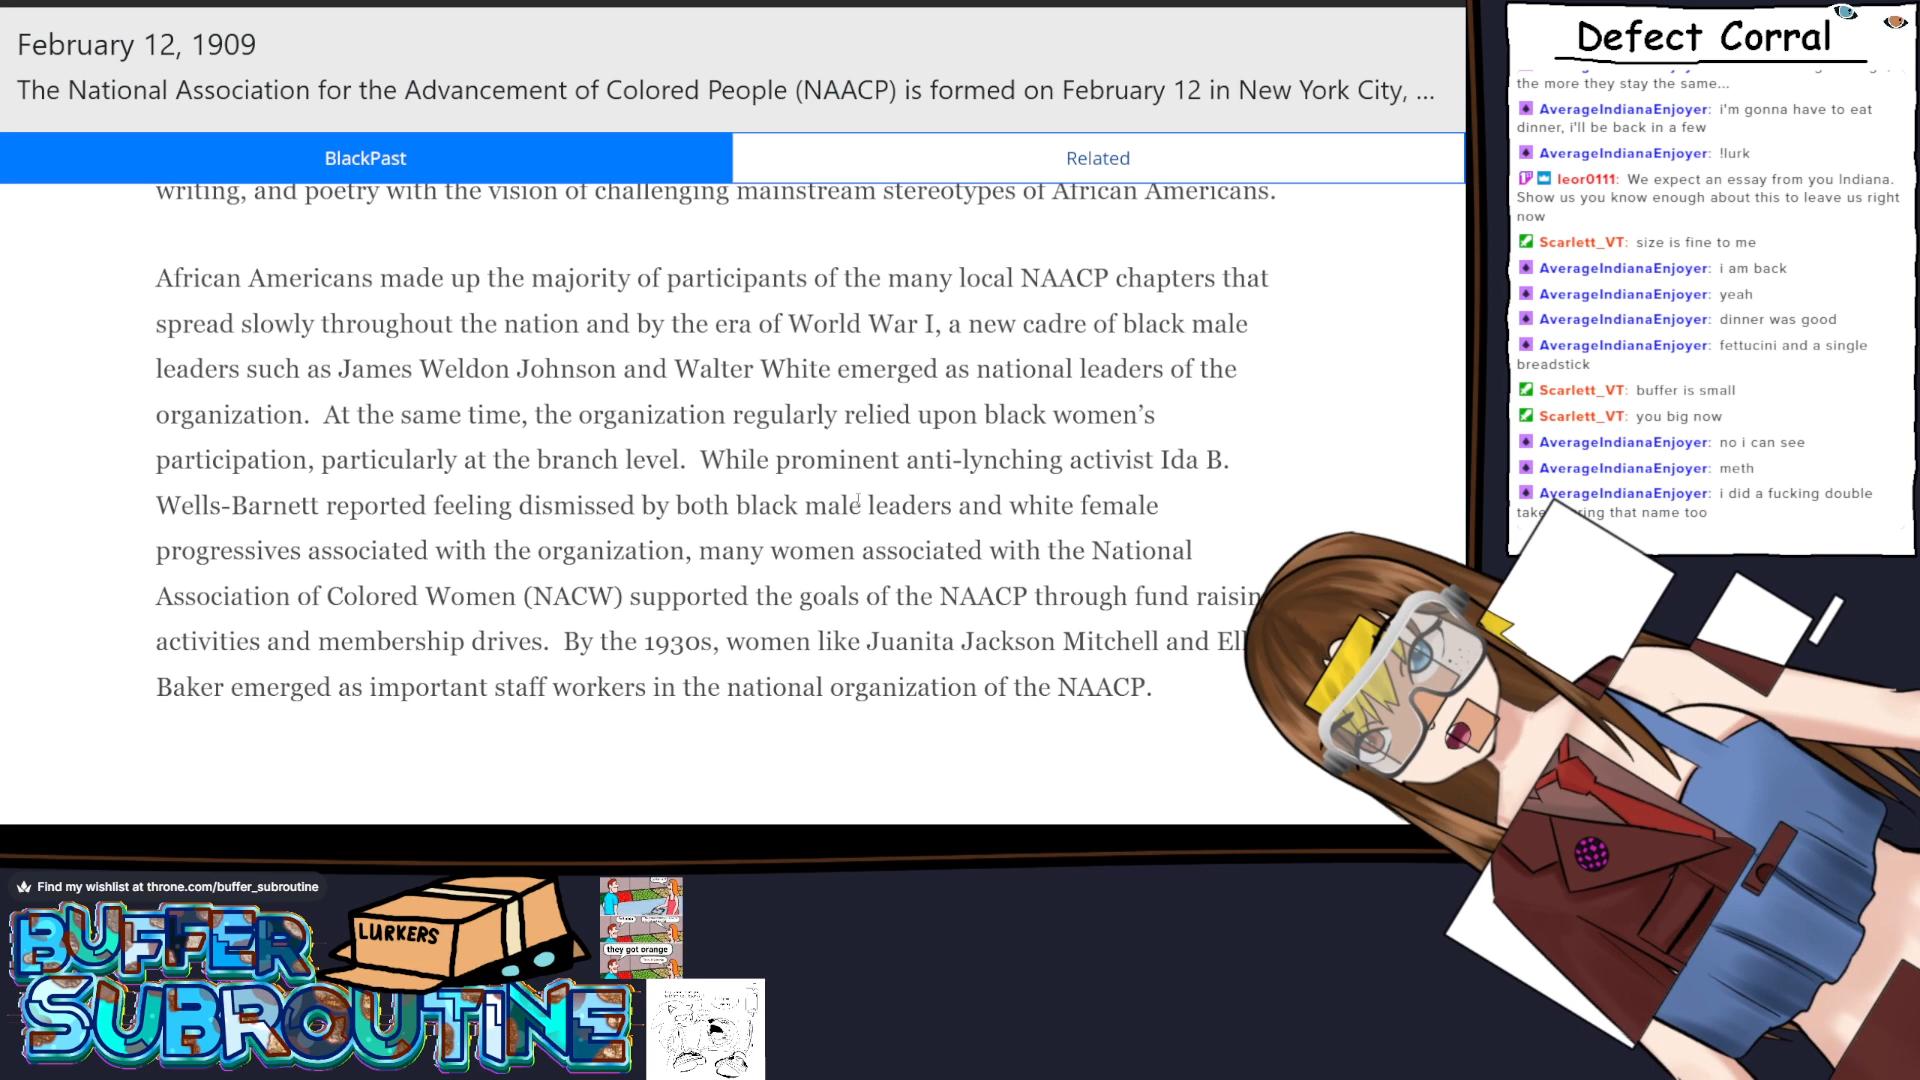 February 12, 1909
The National Association for the Advancement of Colored People (NAACP) is formed on February 12 in New York City, ...
BlackPast
Related
writing, and poetry with the vision of challenging mainstream stereotypes of African Americans.
African Americans made up the majority of participants of the many local NAACP chapters that
spread slowly throughout the nation and by the era of World War I, a new cadre of black male
leaders such as James Weldon Johnson and Walter White emerged as national leaders of the
organization.  At the same time, the organization regularly relied upon black women's
participation, particularly at the branch level.  While prominent anti-lynching activist Ida B.
Wells-Barnett reported feeling dismissed by both black male leaders and white female
progressives associated with the organization, many women associated with the National
Association of Colored Women (NACW) supported the goals of the NAACP through fund raisin
activities and membership drives.  By the 1930s, women like Juanita Jackson Mitchell and Ell
Baker emerged as important staff workers in the national organization of the NAACP.
Defect Corral
the more they stay the same...
AverageIndianaEnjoyer: i'm gonna have to eat
dinner, i'll be back in a few
AverageIndianaEnjoyer: !lurk
leor0111: We expect an essay from you Indiana.
Show us you know enough about this to leave us right
now
Scarlett_VT: size is fine to me
AverageIndianaEnjoyer: i am back
AverageIndianaEnjoyer: yeah
AverageIndianaEnjoyer: dinner was good
AverageIndianaEnjoyer: fettucini and a single
breadstick
Scarlett_VT: buffer is small
Scarlett_VT: you big now
AverageIndianaEnjoyer: no i can see
AverageIndianaEnjoyer: meth
AverageIndianaEnjoyer: i did a fucking double
take ring that name too
Find my wishlist at throne.com/buffer_subroutine
BUFFER
SUBROUTINE
LURKERS
they got orange